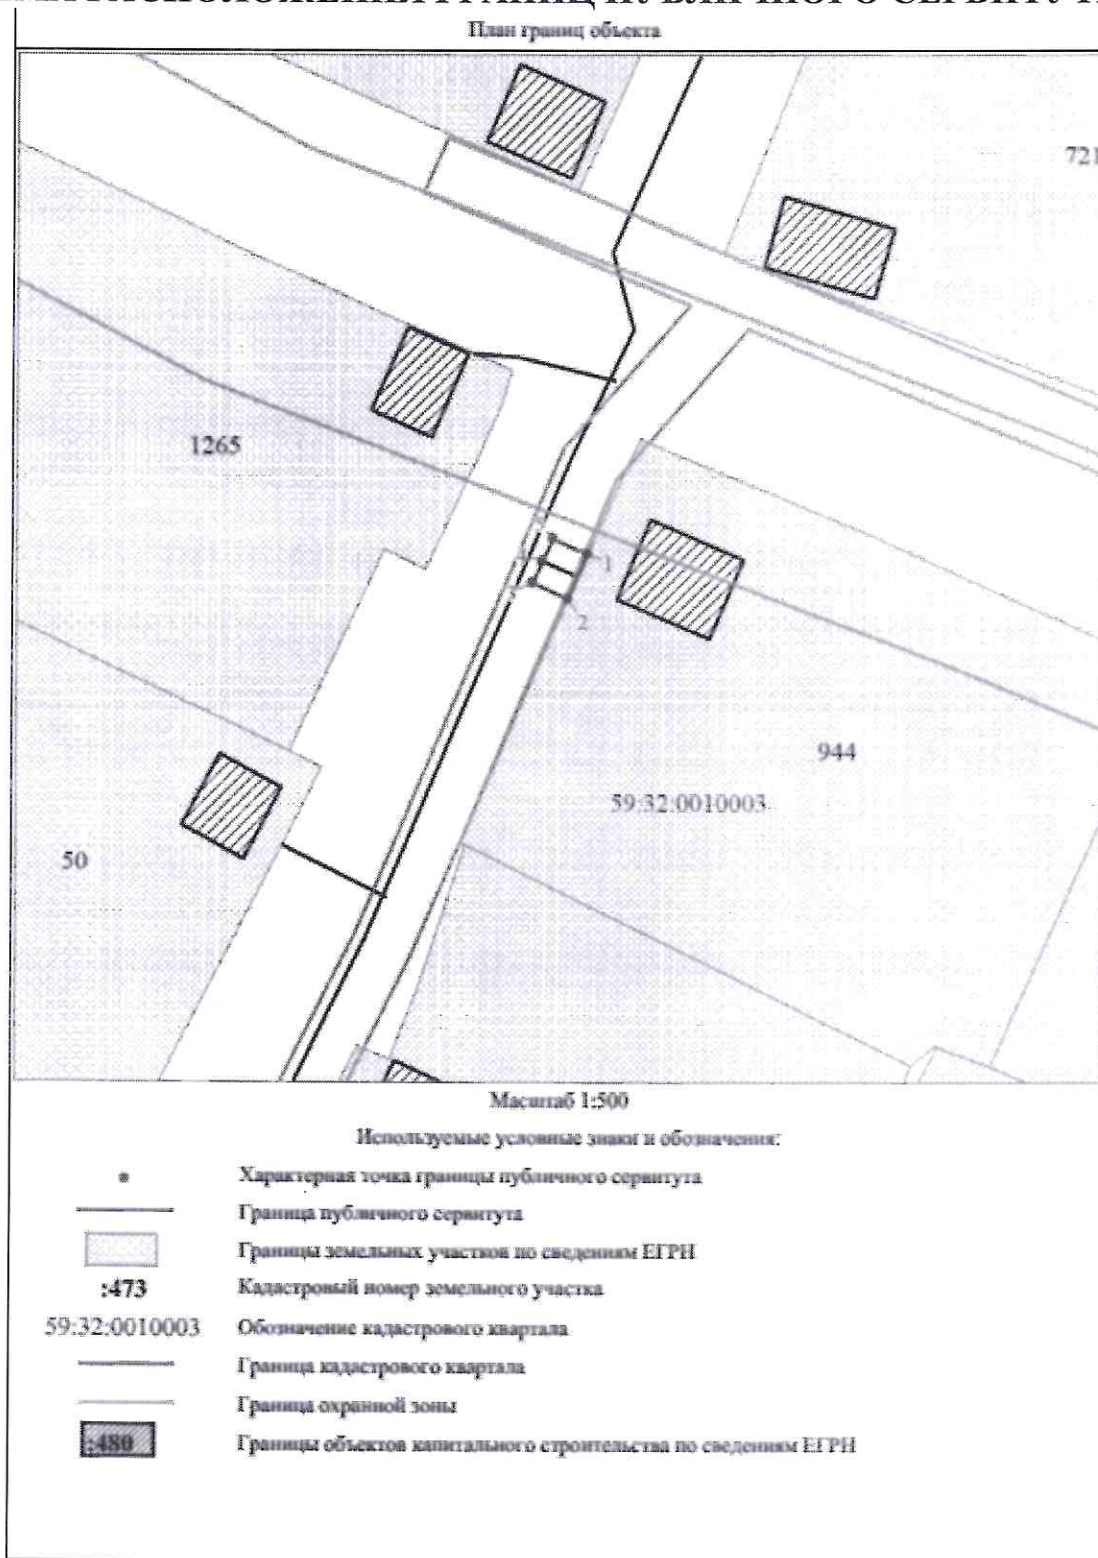 РАСПОЛОЖЕНИЯ ГРАНИЦ ПУБЛИЧНОГО
План границ объекта
721
1265
1
2
944
59:32:0010003
50
Масштаб 1:500
Используемые условные знаки и обозначения:
Характерная точка границы публичного сервитута
Граница публичного сервитута
Границы земельных участков по сведениям ЕГРН
:473 Кадастровый номер земельного участка
59:32:0010003 Обозначение кадастрового квартала
Граница кадастрового квартала
Граница охранной зоны
:480 Границы объектов капитального строительства по сведениям ЕГРН